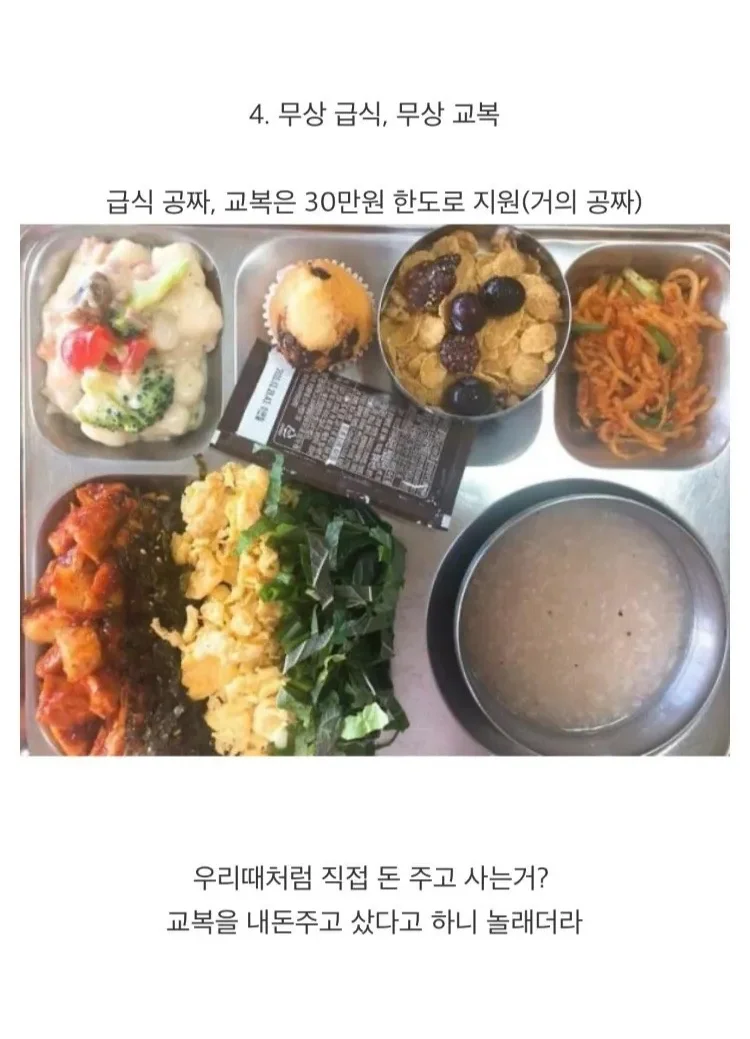 4. 무상 급식, 무상 교복
급식 공짜, 교복은 30만원 한도로 지원(거의 공짜)
우리때처럼 직접 돈 주고 사는거?
교복을 내돈주고 샀다고 하니 놀래더라